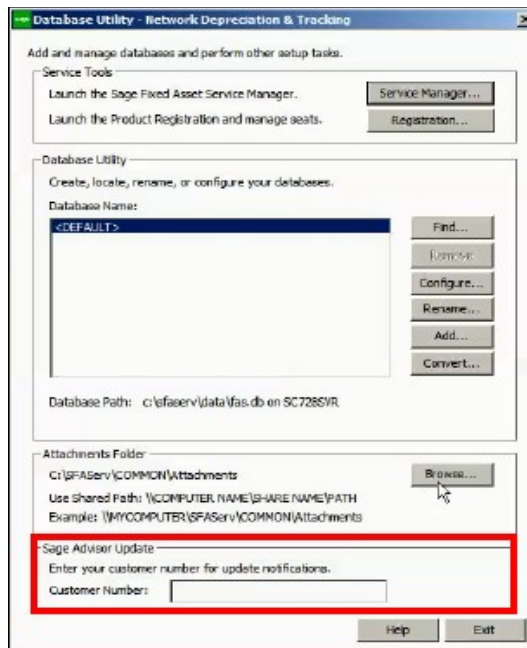 Database Utility - Network Depreciation & Tracking
Add and manage databases and perform other setup tasks.
Service Tools
Launch the Sage Fixed Asset Service Manager.
Service Manager...
Launch the Product Registration and manage seats.
Registration...
Database Utility
Create, locate, rename, or configure your databases.
Database Name:
<DEFAULT>
Find...
Remove
Configure...
Rename...
Add...
Convert...
Database Path: c:\sfaserv\data\fas.db on SC728SVR
Attachments Folder
C:\SFAServ\COMMON\Attachments
Browse...
Use Shared Path: \\COMPUTER NAME\SHARE NAME\PATH
Example: \\MYCOMPUTER\SFAServ\COMMON\Attachments
Sage Advisor Update
Enter your customer number for update notifications.
Customer Number:
Help
Exit